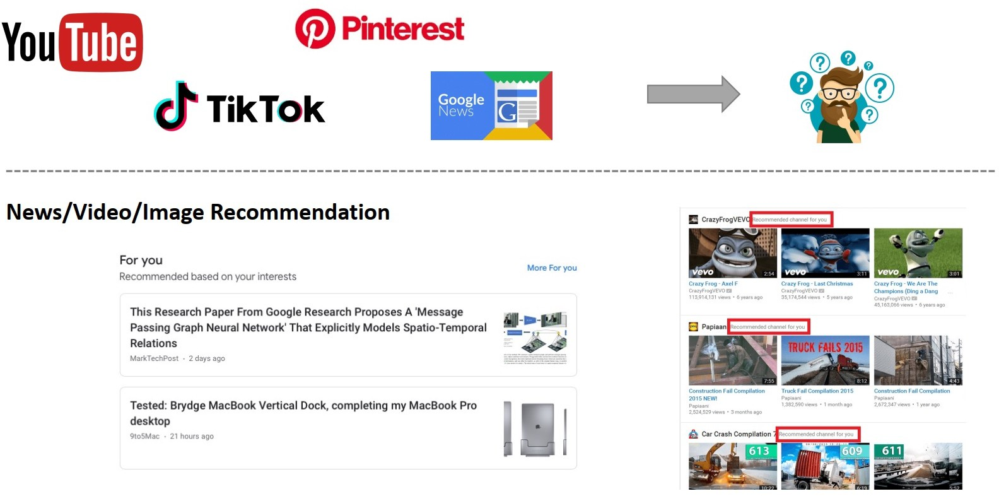 YouTube
Pinterest
TikTok
Google
News
G
News/Video/Image Recommendation
For you
Recommended based on your interests
More For you
This Research Paper From Google Research Proposes A 'Message
Passing Graph Neural Network' That Explicitly Models Spatio-Temporal
Relations
MarkTechPost · 2 days ago
Tested: Brydge MacBook Vertical Dock, completing my MacBook Pro
desktop
9to5Mac · 21 hours ago
CrazyFrogVEVO Recommended channel for you
vevo 2:54
vevo 3:11
vevo 3:01
Crazy Frog - Axel F
CrazyFrogVEVO
113,914,131 views • 6 years ago
Crazy Frog - Last Christmas
CrazyFrogVEVO
35,174,544 views • 5 years ago
Crazy Frog - We Are The
Champions (Ding a Dang ...
CrazyFrogVEVO
45,163,066 views • 6 years ago
Papiaan Recommended channel for you
7:55
TRUCK FAILS 2015
8:12
4:43
Construction Fail Compilation
2015 NEW!
Papiaani
2,524,529 views • 3 months ago
Truck Fail Compilation 2015
Papiaani
1,382,590 views • 1 month ago
Construction Fail Compilation
Papiaani
2,672,347 views • 1 year ago
Car Crash Compilation 7 Recommended channel for you
613
10:22
609
6:19
611
5:52